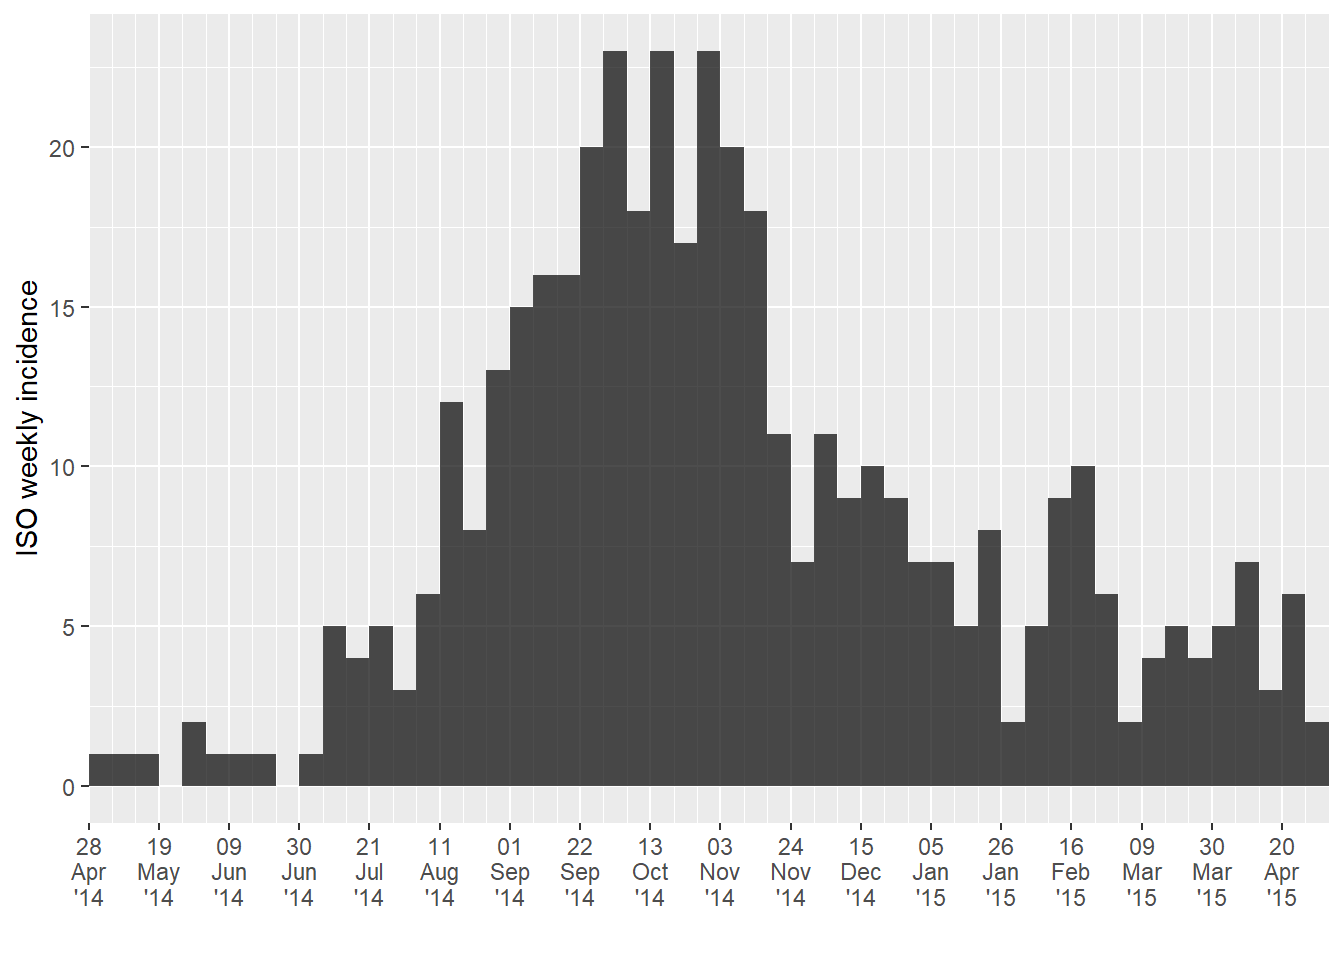 ISO weekly incidence
20
15
10
5
0
28 19 09 30 21 11 01 22 13 03 24 15 05 26 16 09 30 20
Apr May Jun Jun Jul Aug Sep Sep Oct Nov Nov Dec Jan Jan Feb Mar Mar Apr
'14 '14 '14 '14 '14 '14 '14 '14 '14 '14 '14 '14 '15 '15 '15 '15 '15 '15